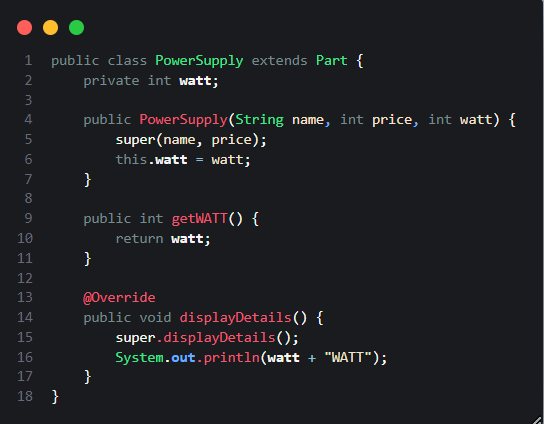 1 public class PowerSupply extends Part {
2     private int watt;
3
4     public PowerSupply(String name, int price, int watt) {
5         super(name, price);
6         this.watt = watt;
7     }
8
9     public int getWATT() {
10         return watt;
11     }
12
13     @Override
14     public void displayDetails() {
15         super.displayDetails();
16         System.out.println(watt + "WATT");
17     }
18 }